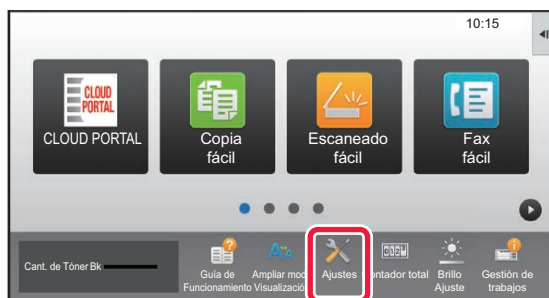 10:15
CLOUD
PORTAL
CLOUD PORTAL
Copia
fácil
Escaneado
fácil
Fax
fácil
Cant. de Tóner Bk
Guía de
Funcionamiento
Ampliar mod
Visualizació
Ajustes
ontador total
Brillo
Ajuste
Gestión de
trabajos